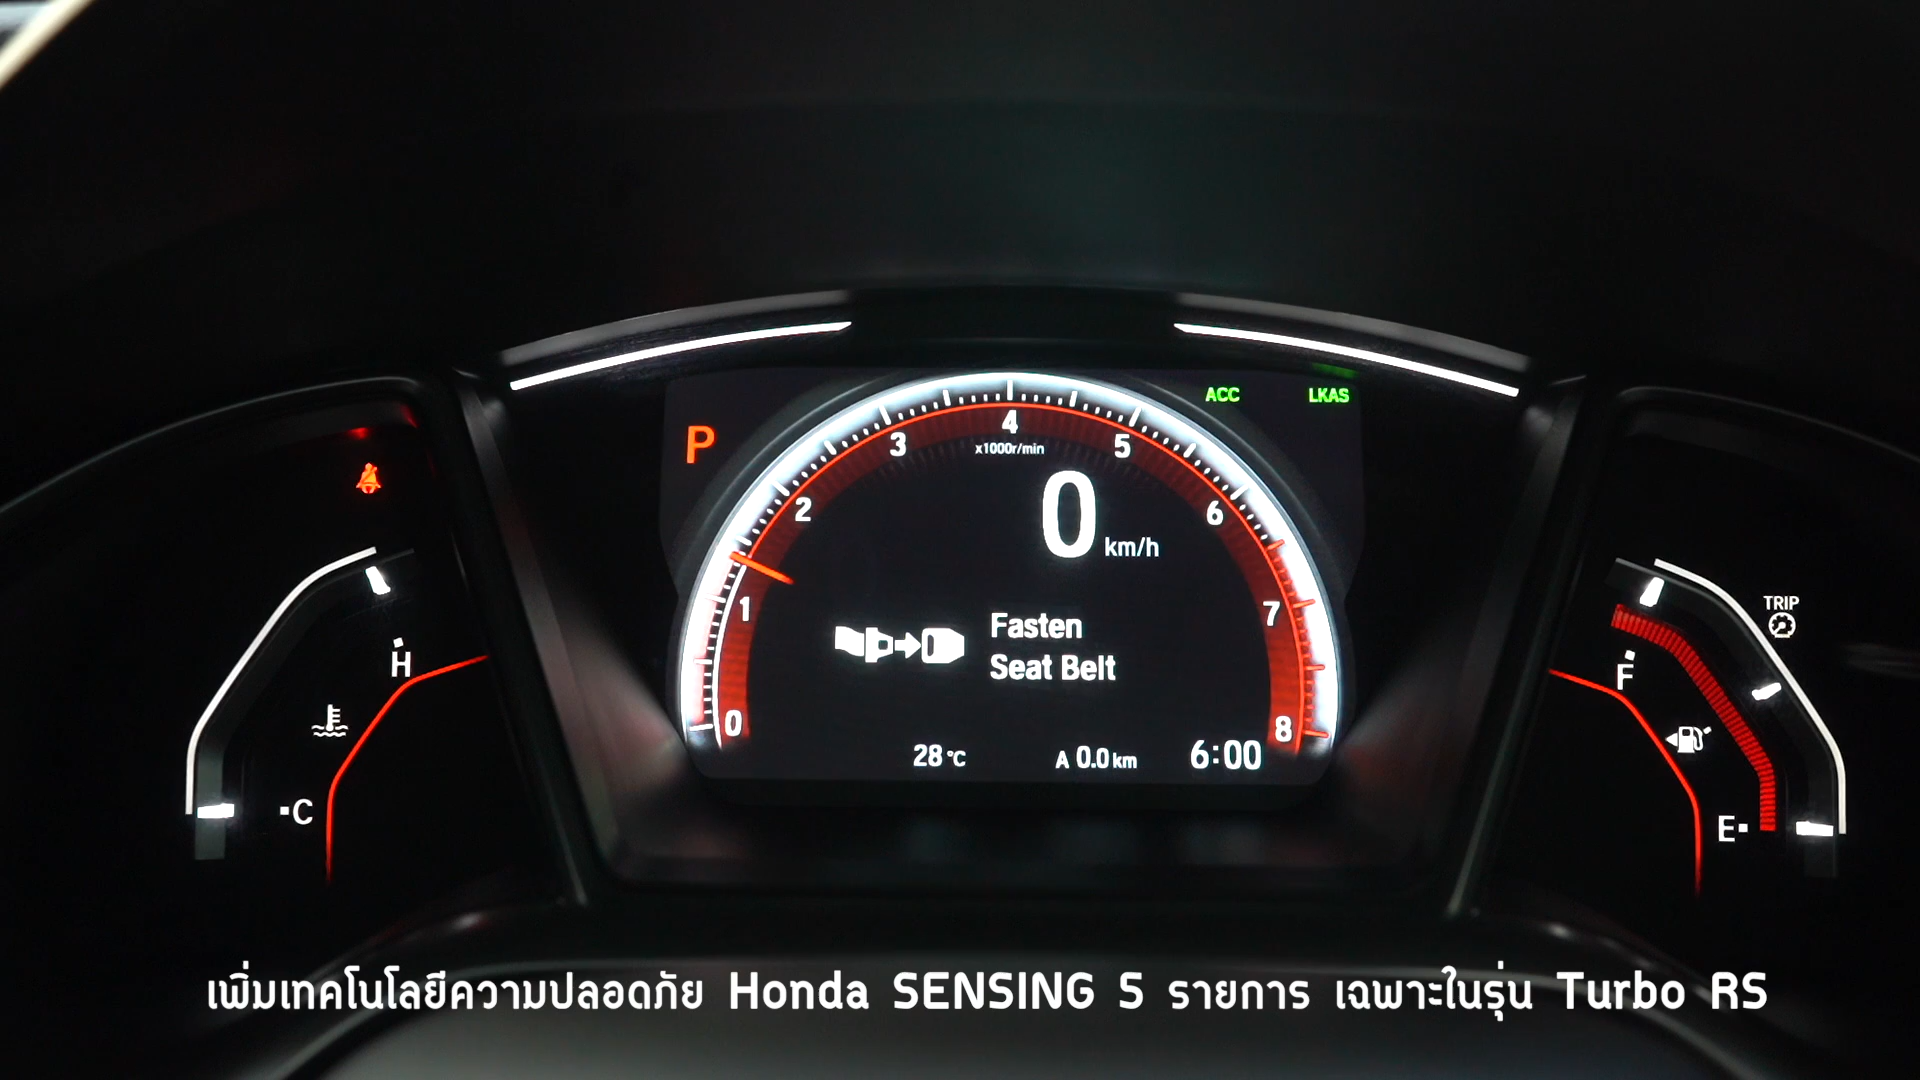 ACC LKAS
P
0 1 2 3 4 5 6 7 8
x1000r/min
0 km/h
Fasten
Seat Belt
28°C A 0.0 km 6:00
H
C
TRIP
F
E
เพิ่มเทคโนโลยีความปลอดภัย Honda SENSING 5 รายการ เฉพาะในรุ่น Turbo RS